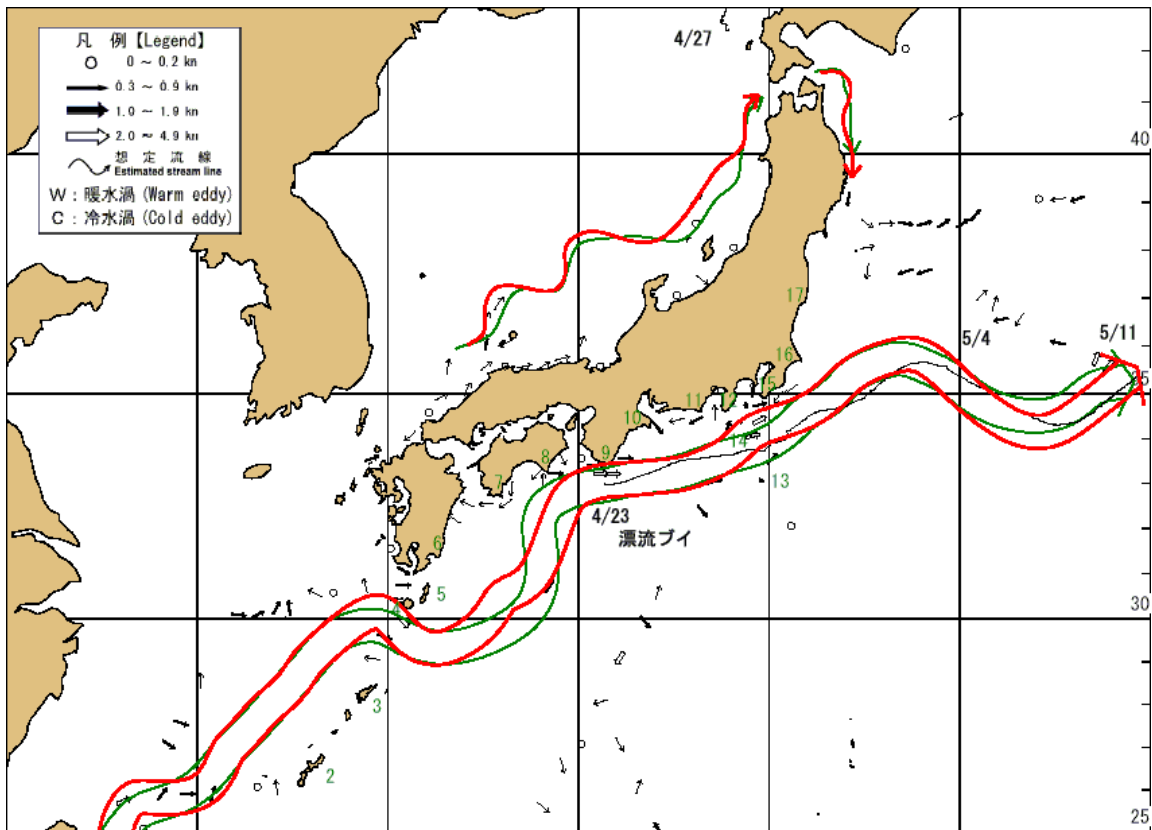 凡 例【Legend】
0 ～ 0.2 kn
0.3 ～ 0.9 kn
1.0 ～ 1.9 kn
2.0 ～ 4.9 kn
想 定 流 線
Estimated stream line
W : 暖水渦 (Warm eddy)
C : 冷水渦 (Cold eddy)
4/27
40
17
5/4
5/11
16
15
5
12
11
10
14
9
8
7
13
4/23
漂流ブイ
6
5
4
30
3
2
25